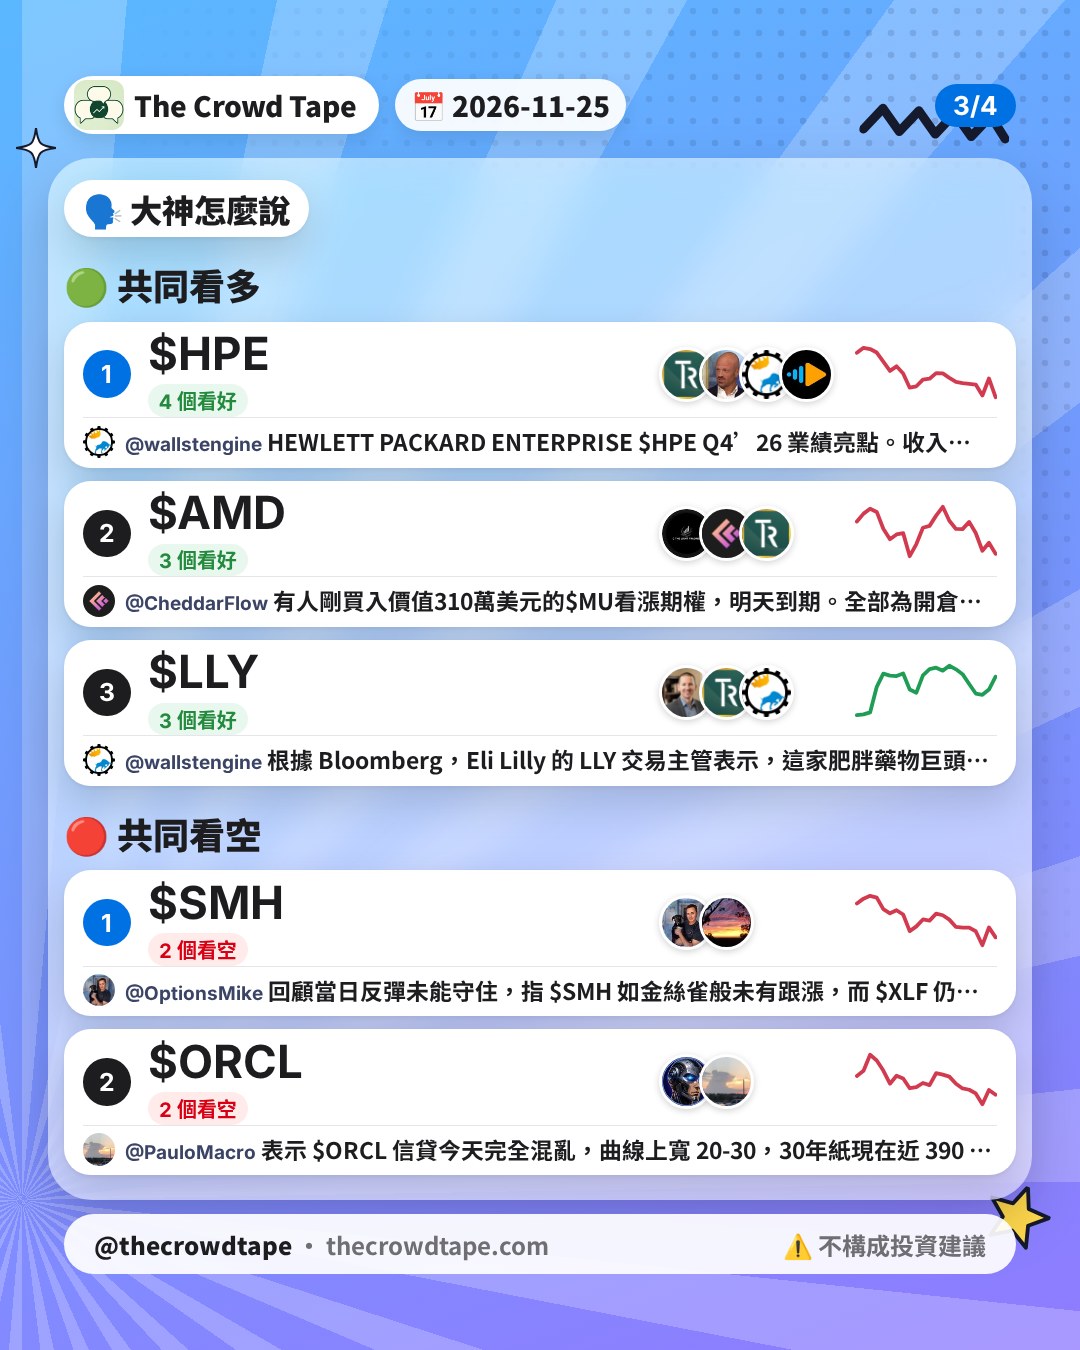 The Crowd Tape
July
17
2026-11-25
3/4
🗣️ 大神怎麼說
🟢 共同看多
1
$HPE
4 個看好
TR
@wallstengine HEWLETT PACKARD ENTERPRISE $HPE Q4’26 業績亮點。收入…
2
$AMD
3 個看好
TR
@CheddarFlow 有人剛買入價值310萬美元的$MU看漲期權，明天到期。全部為開倉…
3
$LLY
3 個看好
TR
@wallstengine 根據 Bloomberg，Eli Lilly 的 LLY 交易主管表示，這家肥胖藥物巨頭…
🔴 共同看空
1
$SMH
2 個看空
@OptionsMike 回顧當日反彈未能守住，指 $SMH 如金絲雀般未有跟漲，而 $XLF 仍…
2
$ORCL
2 個看空
@PauloMacro 表示 $ORCL 信貸今天完全混亂，曲線上寬 20-30，30年紙現在近 390 …
@thecrowdtape • thecrowdtape.com
⚠️ 不構成投資建議